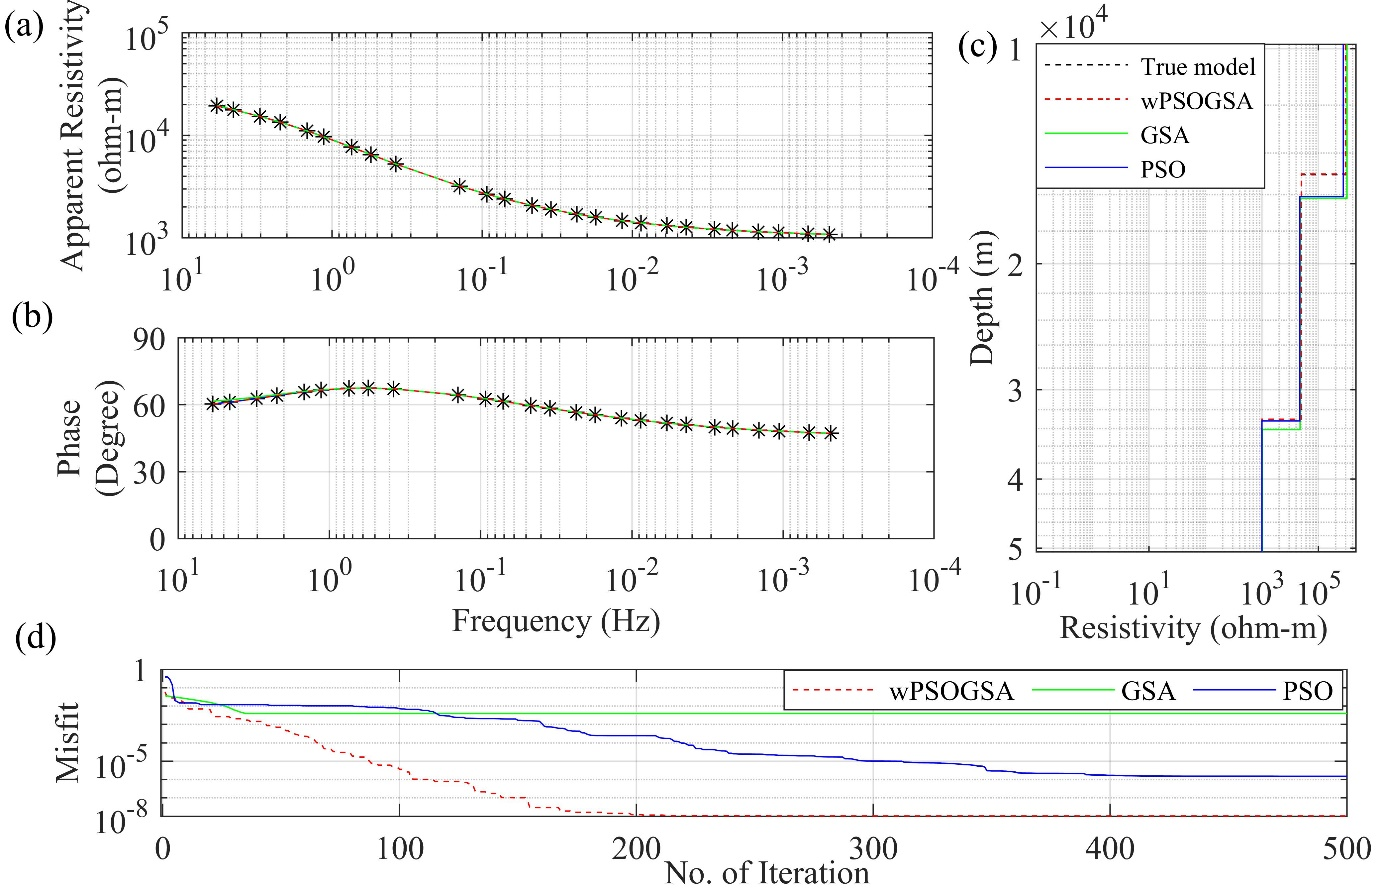 (a)
Apparent Resistivity
(ohm-m)
10^5
10^4
10^3
10^1 10^0 10^-1 10^-2 10^-3 10^-4
(b)
Phase
(Degree)
90
60
30
0
10^1 10^0 10^-1 10^-2 10^-3 10^-4
Frequency (Hz)
(c)
×10^4
True model
wPSOGSA
GSA
PSO
Depth (m)
1
2
3
4
5
10^-1 10^1 10^3 10^5
Resistivity (ohm-m)
(d)
Misfit
1
10^-5
10^-8
wPSOGSA GSA PSO
0 100 200 300 400 500
No. of Iteration